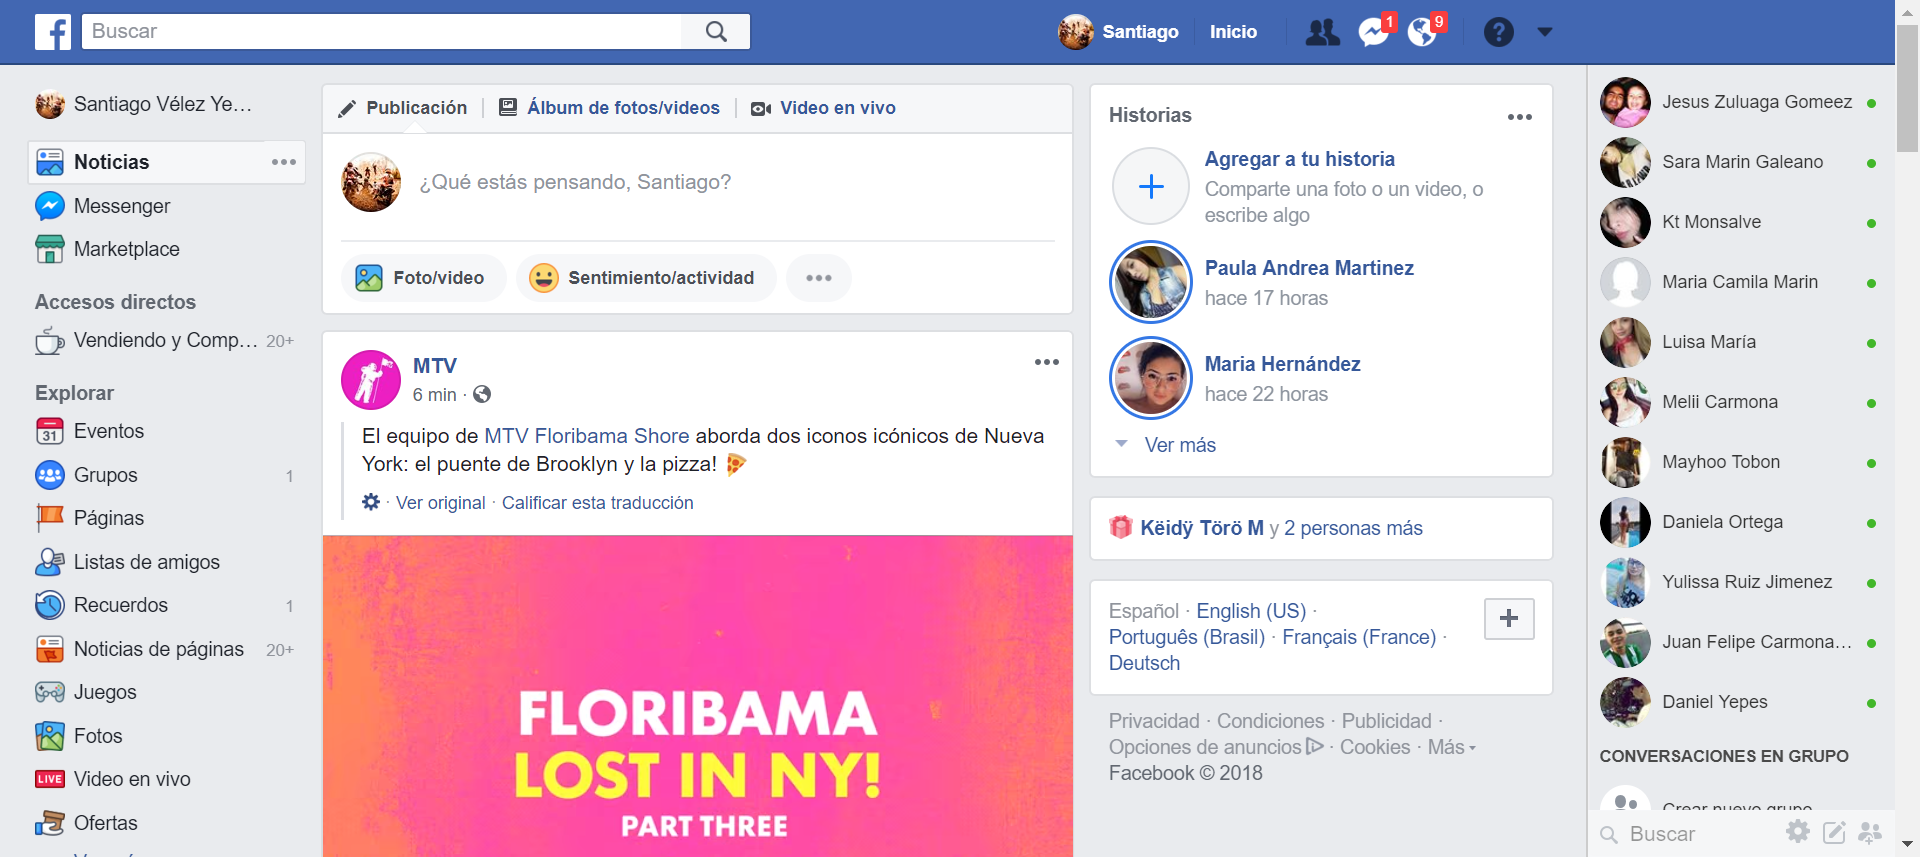 Buscar
Santiago
Inicio
1
9
Santiago Vélez Ye...
Noticias
Messenger
Marketplace
Accesos directos
Vendiendo y Comp... 20+
Explorar
31
Eventos
Grupos 1
Páginas
Listas de amigos
Recuerdos 1
Noticias de páginas 20+
Juegos
Fotos
LIVE
Video en vivo
Ofertas
Publicación
Álbum de fotos/videos
Video en vivo
¿Qué estás pensando, Santiago?
Foto/video
Sentimiento/actividad
MTV
6 min ·
El equipo de MTV Floribama Shore aborda dos iconos icónicos de Nueva
York: el puente de Brooklyn y la pizza! 🍕
· Ver original · Calificar esta traducción
FLORIBAMA
LOST IN NY!
PART THREE
Historias
Agregar a tu historia
Comparte una foto o un video, o
escribe algo
Paula Andrea Martinez
hace 17 horas
Maria Hernández
hace 22 horas
Ver más
Këidÿ Törö M y 2 personas más
Español · English (US) ·
Português (Brasil) · Français (France) ·
Deutsch
Privacidad · Condiciones · Publicidad ·
Opciones de anuncios · Cookies · Más
Facebook © 2018
Jesus Zuluaga Gomeez
Sara Marin Galeano
Kt Monsalve
Maria Camila Marin
Luisa María
Melii Carmona
Mayhoo Tobon
Daniela Ortega
Yulissa Ruiz Jimenez
Juan Felipe Carmona...
Daniel Yepes
CONVERSACIONES EN GRUPO
Crear nuevo grupo
Buscar